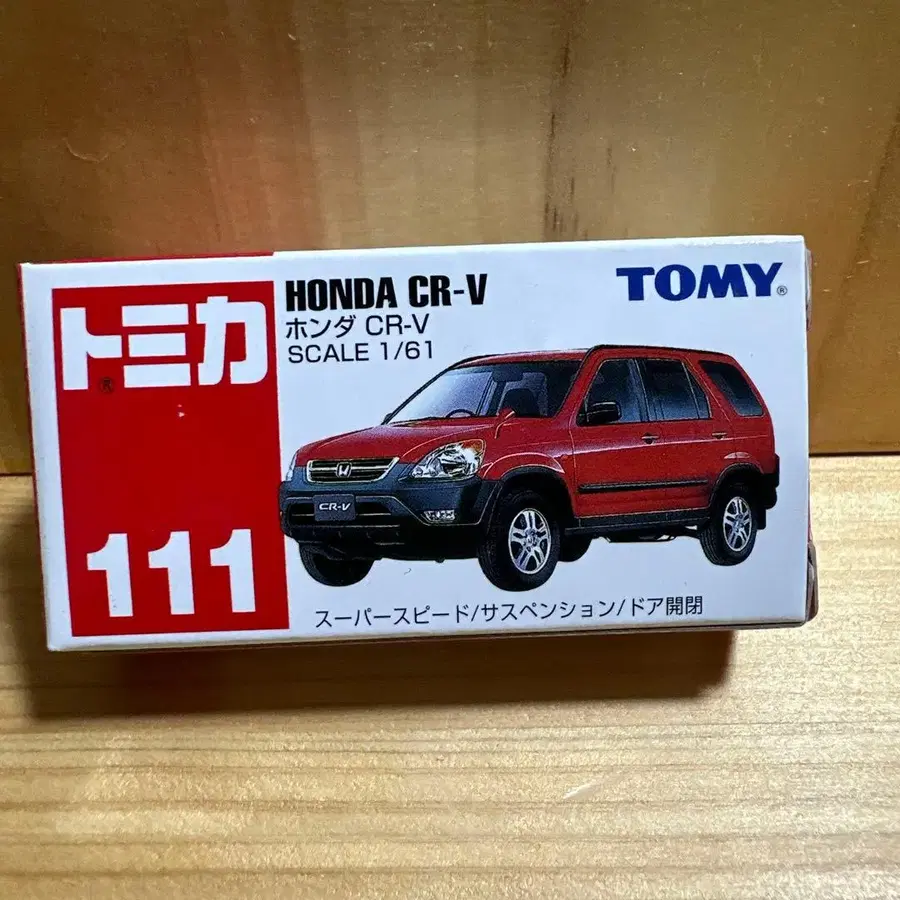 トミカ®
111
HONDA CR-V
ホンダ CR-V
SCALE 1/61
TOMY®
CR-V
スーパースピード/サスペンション/ドア開閉